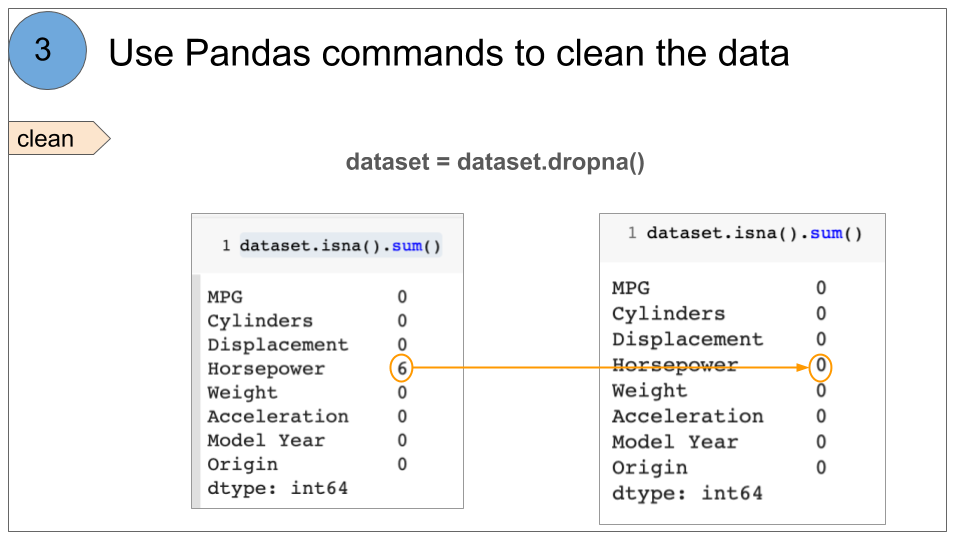 3
Use Pandas commands to clean the data
clean
dataset = dataset.dropna()
1 dataset.isna().sum()
MPG 0
Cylinders 0
Displacement 0
Horsepower 6
Weight 0
Acceleration 0
Model Year 0
Origin 0
dtype: int64
1 dataset.isna().sum()
MPG 0
Cylinders 0
Displacement 0
Horsepower 0
Weight 0
Acceleration 0
Model Year 0
Origin 0
dtype: int64